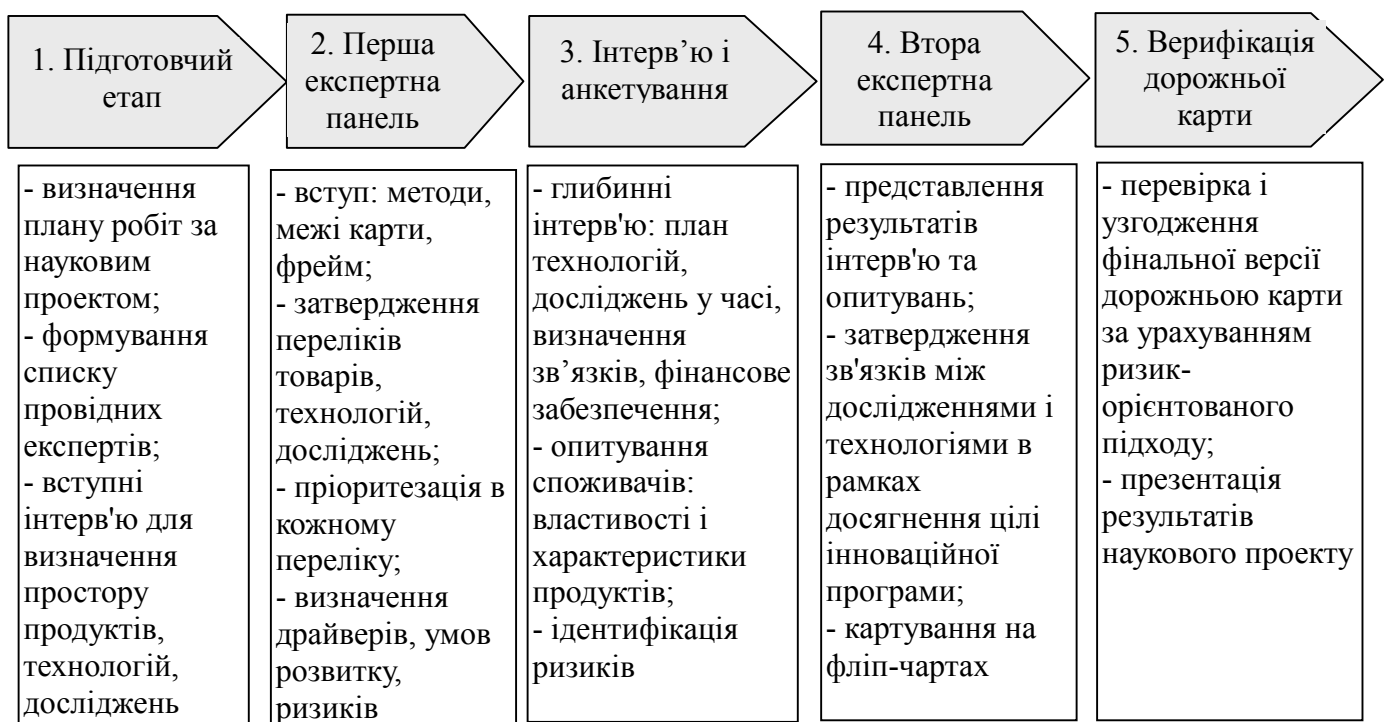 1. Підготовчий
етап
2. Перша
експертна
панель
3. Інтерв’ю і
анкетування
4. Втора
експертна
панель
5. Верифікація
дорожньої
карти
- визначення
плану робіт за
науковим
проектом;
- формування
списку
провідних
експертів;
- вступні
інтерв'ю для
визначення
простору
продуктів,
технологій,
досліджень
- вступ: методи,
межі карти,
фрейм;
- затвердження
переліків
товарів,
технологій,
досліджень;
- пріоритезація в
кожному
переліку;
- визначення
драйверів, умов
розвитку,
ризиків
- глибинні
інтерв'ю: план
технологій,
досліджень у часі,
визначення
зв’язків, фінансове
забезпечення;
- опитування
споживачів:
властивості і
характеристики
продуктів;
- ідентифікація
ризиків
- представлення
результатів
інтерв'ю та
опитувань;
- затвердження
зв'язків між
дослідженнями і
технологіями в
рамках
досягнення цілі
інноваційної
програми;
- картування на
фліп-чартах
- перевірка і
узгодження
фінальної версії
дорожньою карти
за урахуванням
ризик-
орієнтованого
підходу;
- презентація
результатів
наукового проекту